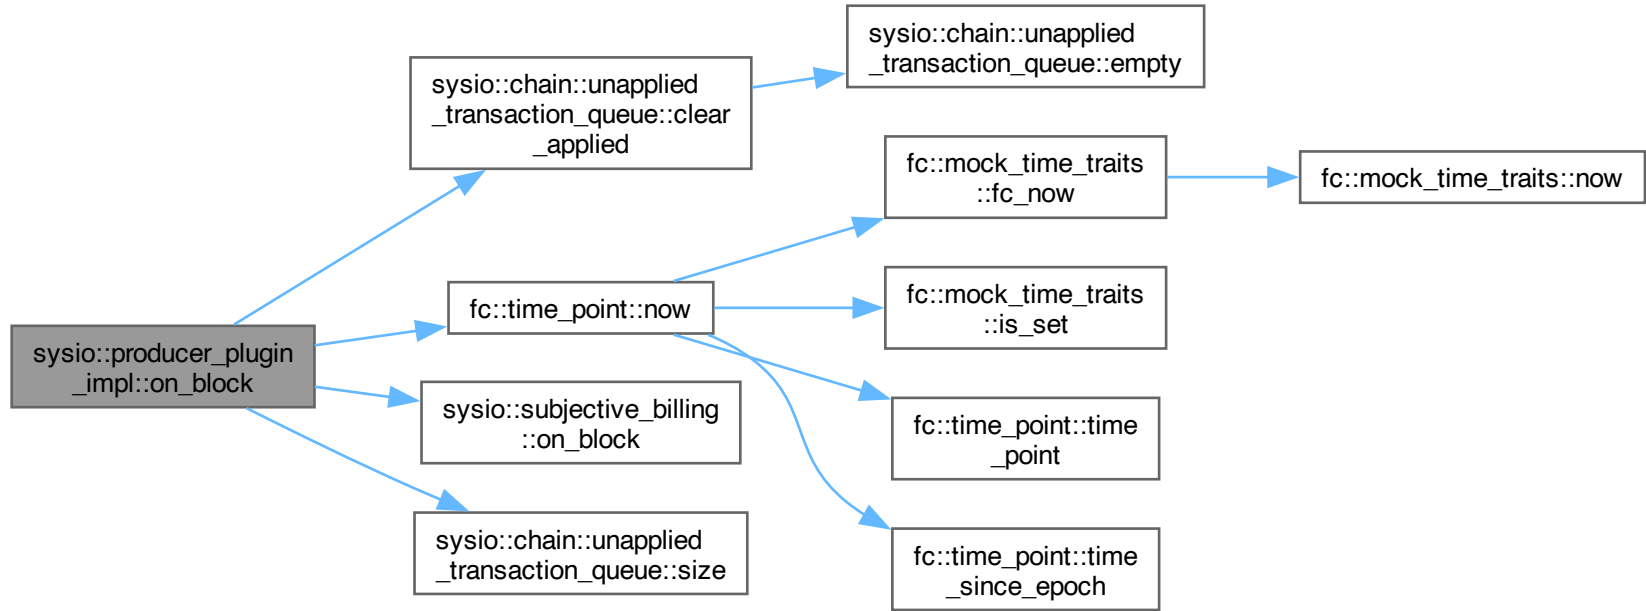 sysio::producer_plugin
_impl::on_block
sysio::chain::unapplied
_transaction_queue::clear
_applied
sysio::chain::unapplied
_transaction_queue::empty
fc::time_point::now
fc::mock_time_traits
::fc_now
fc::mock_time_traits::now
fc::mock_time_traits
::is_set
fc::time_point::time
_point
fc::time_point::time
_since_epoch
sysio::subjective_billing
::on_block
sysio::chain::unapplied
_transaction_queue::size